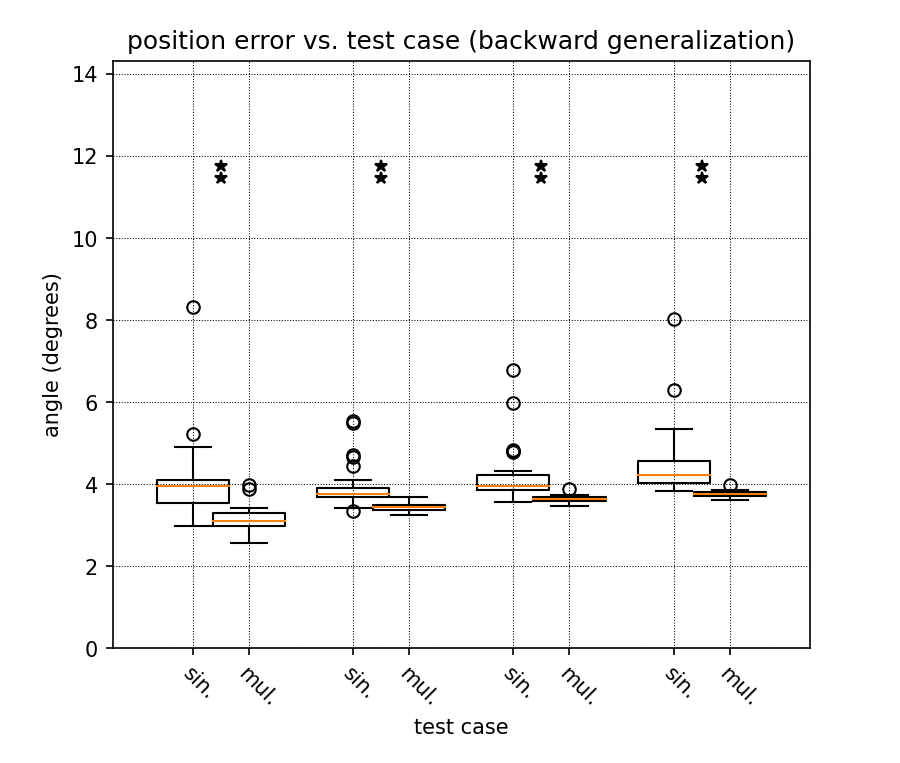 position error vs. test case (backward generalization)
14
12
10
8
6
4
2
0
angle (degrees)
sin. mul. sin. mul. sin. mul. sin. mul.
test case